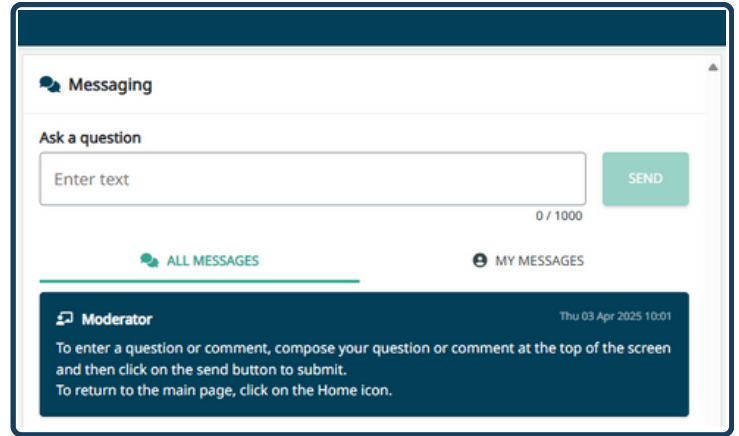 Messaging
Ask a question
Enter text
SEND
0 / 1000
ALL MESSAGES
MY MESSAGES
Moderator
Thu 03 Apr 2025 10:01
To enter a question or comment, compose your question or comment at the top of the screen
and then click on the send button to submit.
To return to the main page, click on the Home icon.